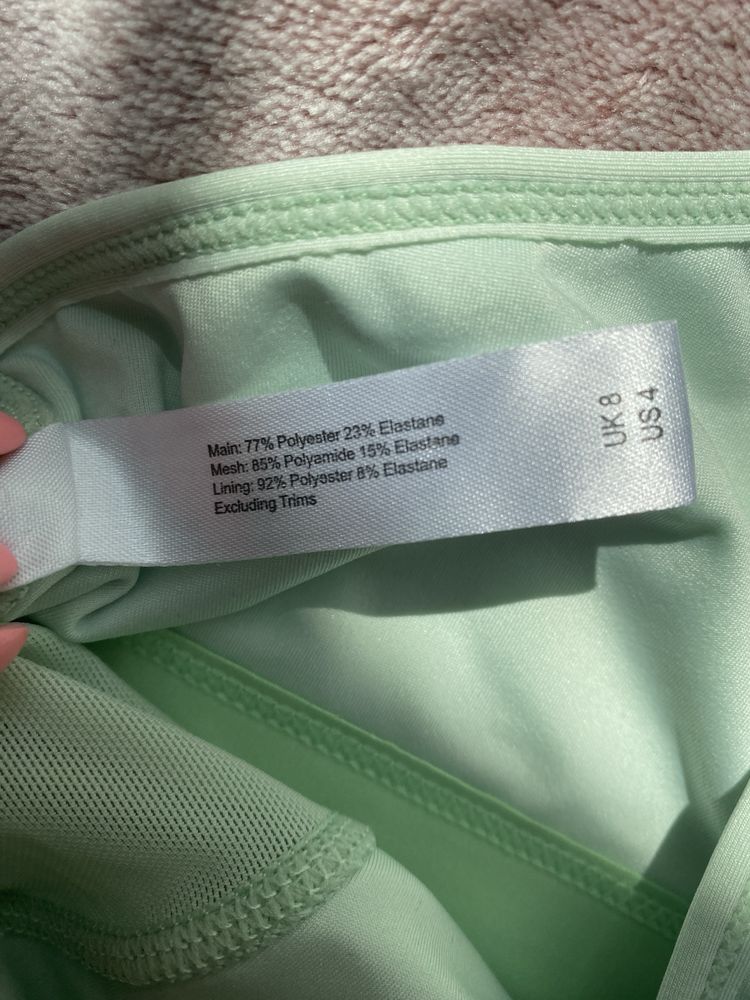 Main: 77% Polyester 23% Elastane
Mesh: 85% Polyamide 15% Elastane
Lining: 92% Polyester 8% Elastane
Excluding Trims
UK 8
US 4